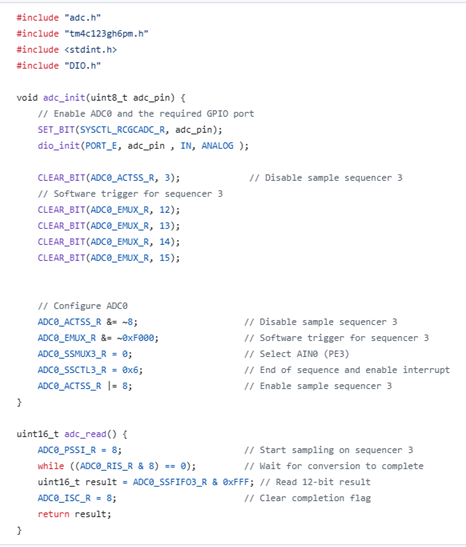 #include "adc.h"
#include "tm4c123gh6pm.h"
#include <stdint.h>
#include "DIO.h"

void adc_init(uint8_t adc_pin) {
    // Enable ADC0 and the required GPIO port
    SET_BIT(SYSCTL_RCGCADC_R, adc_pin);
    dio_init(PORT_E, adc_pin , IN, ANALOG );

    CLEAR_BIT(ADC0_ACTSS_R, 3);             // Disable sample sequencer 3
    // Software trigger for sequencer 3
    CLEAR_BIT(ADC0_EMUX_R, 12);
    CLEAR_BIT(ADC0_EMUX_R, 13);
    CLEAR_BIT(ADC0_EMUX_R, 14);
    CLEAR_BIT(ADC0_EMUX_R, 15);


    // Configure ADC0
    ADC0_ACTSS_R &= ~8;                    // Disable sample sequencer 3
    ADC0_EMUX_R &= ~0xF000;                // Software trigger for sequencer 3
    ADC0_SSMUX3_R = 0;                     // Select AIN0 (PE3)
    ADC0_SSCTL3_R = 0x6;                   // End of sequence and enable interrupt
    ADC0_ACTSS_R |= 8;                     // Enable sample sequencer 3
}

uint16_t adc_read() {
    ADC0_PSSI_R = 8;                       // Start sampling on sequencer 3
    while ((ADC0_RIS_R & 8) == 0);         // Wait for conversion to complete
    uint16_t result = ADC0_SSFIFO3_R & 0xFFF; // Read 12-bit result
    ADC0_ISC_R = 8;                        // Clear completion flag
    return result;
}